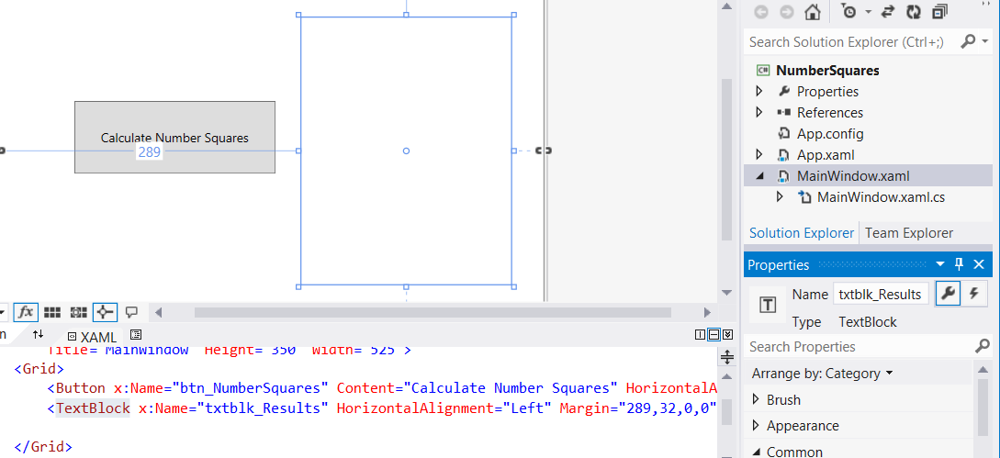 Search Solution Explorer (Ctrl+;)
NumberSquares
Properties
References
App.config
App.xaml
MainWindow.xaml
MainWindow.xaml.cs
Solution Explorer Team Explorer
Calculate Number Squares
289
Properties
Name txtblk_Results
Type TextBlock
Search Properties
Arrange by: Category
Brush
Appearance
Common
fx
n XAML
Title="MainWindow" Height="350" Width="525">
<Grid>
<Button x:Name="btn_NumberSquares" Content="Calculate Number Squares" HorizontalA
<TextBlock x:Name="txtblk_Results" HorizontalAlignment="Left" Margin="289,32,0,0"
</Grid>